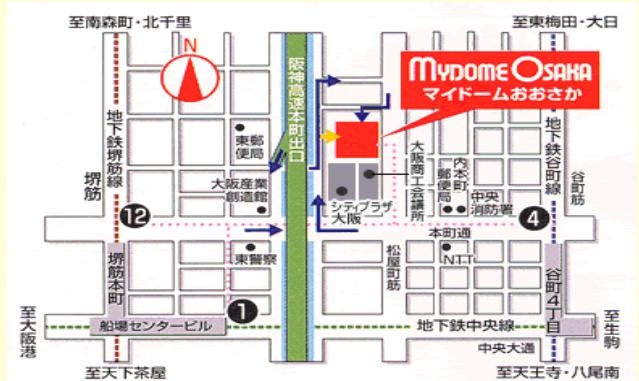 至南森町・北千里
至東梅田・大日
N
MYDOME OSAKA
マイドームおおさか
阪神高速本町出口
地下鉄堺筋線
堺筋
東郵便局
大阪産業創造館
シティプラザ大阪
大阪商工会議所
内本町郵便局
中央消防署
地下鉄谷町線
谷町筋
12
4
本町通
東警察
NTT
松屋町筋
堺筋本町
谷町4丁目
1
至大阪港
船場センタービル
地下鉄中央線
至生駒
中央大通
至天下茶屋
至天王寺・八尾南